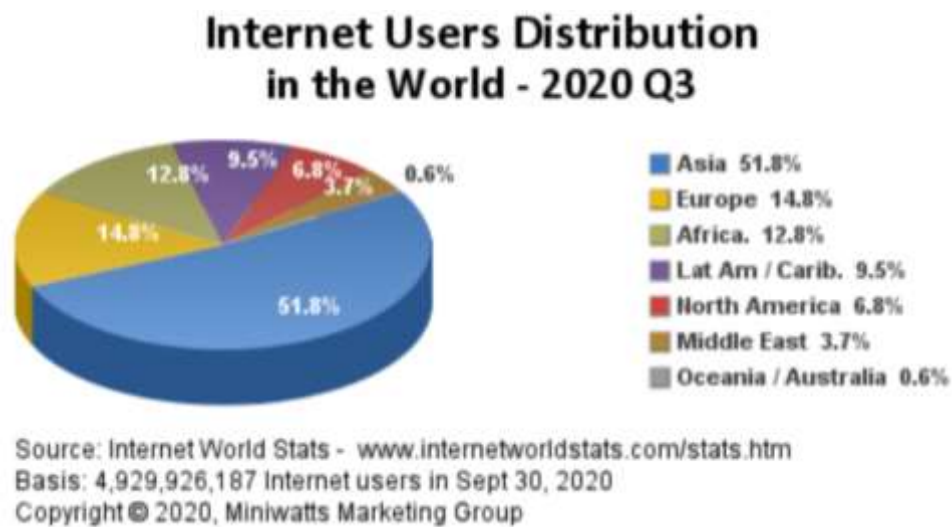 Internet Users Distribution
in the World - 2020 Q3
12.8%
9.5%
6.8%
3.7%
0.6%
14.8%
51.8%
Asia 51.8%
Europe 14.8%
Africa. 12.8%
Lat Am / Carib. 9.5%
North America 6.8%
Middle East 3.7%
Oceania / Australia 0.6%
Source: Internet World Stats - www.internetworldstats.com/stats.htm
Basis: 4,929,926,187 Internet users in Sept 30, 2020
Copyright © 2020, Miniwatts Marketing Group